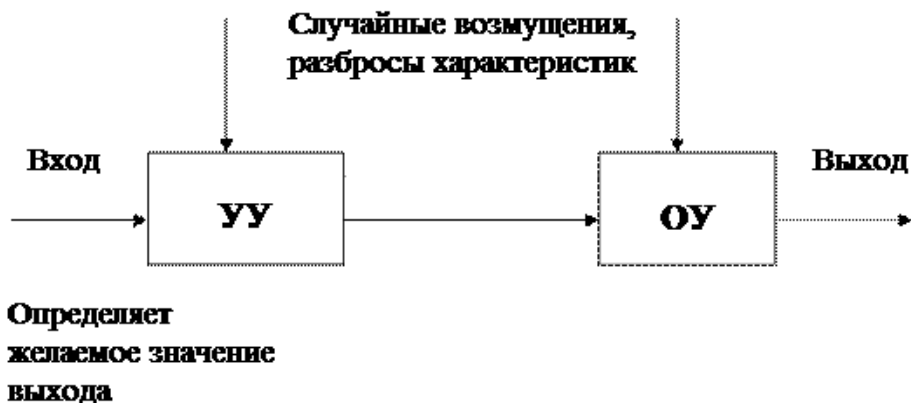 Случайные возмущения,
разбросы характеристик
Вход
Выход
УУ
ОУ
Определяет
желаемое значение
выхода